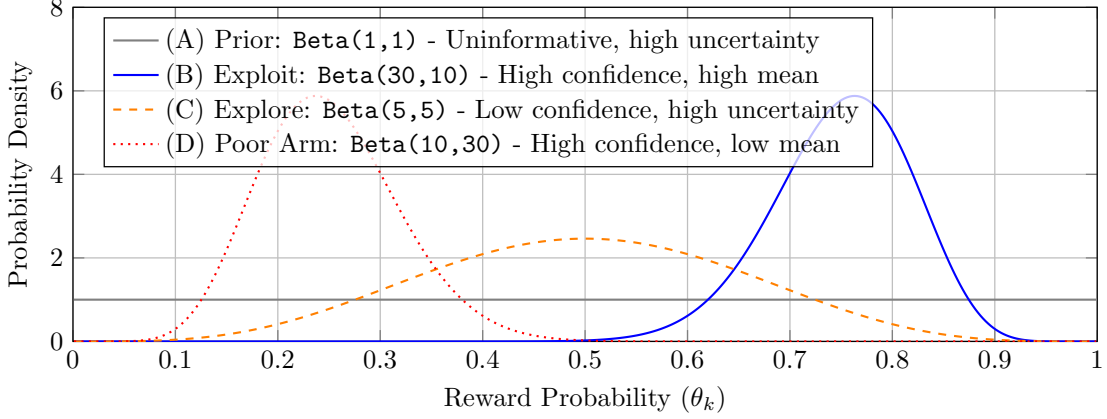 8
6
4
2
0
Probability Density
(A) Prior: Beta(1,1) - Uninformative, high uncertainty
(B) Exploit: Beta(30,10) - High confidence, high mean
(C) Explore: Beta(5,5) - Low confidence, high uncertainty
(D) Poor Arm: Beta(10,30) - High confidence, low mean
0 0.1 0.2 0.3 0.4 0.5 0.6 0.7 0.8 0.9 1
Reward Probability (θₖ)